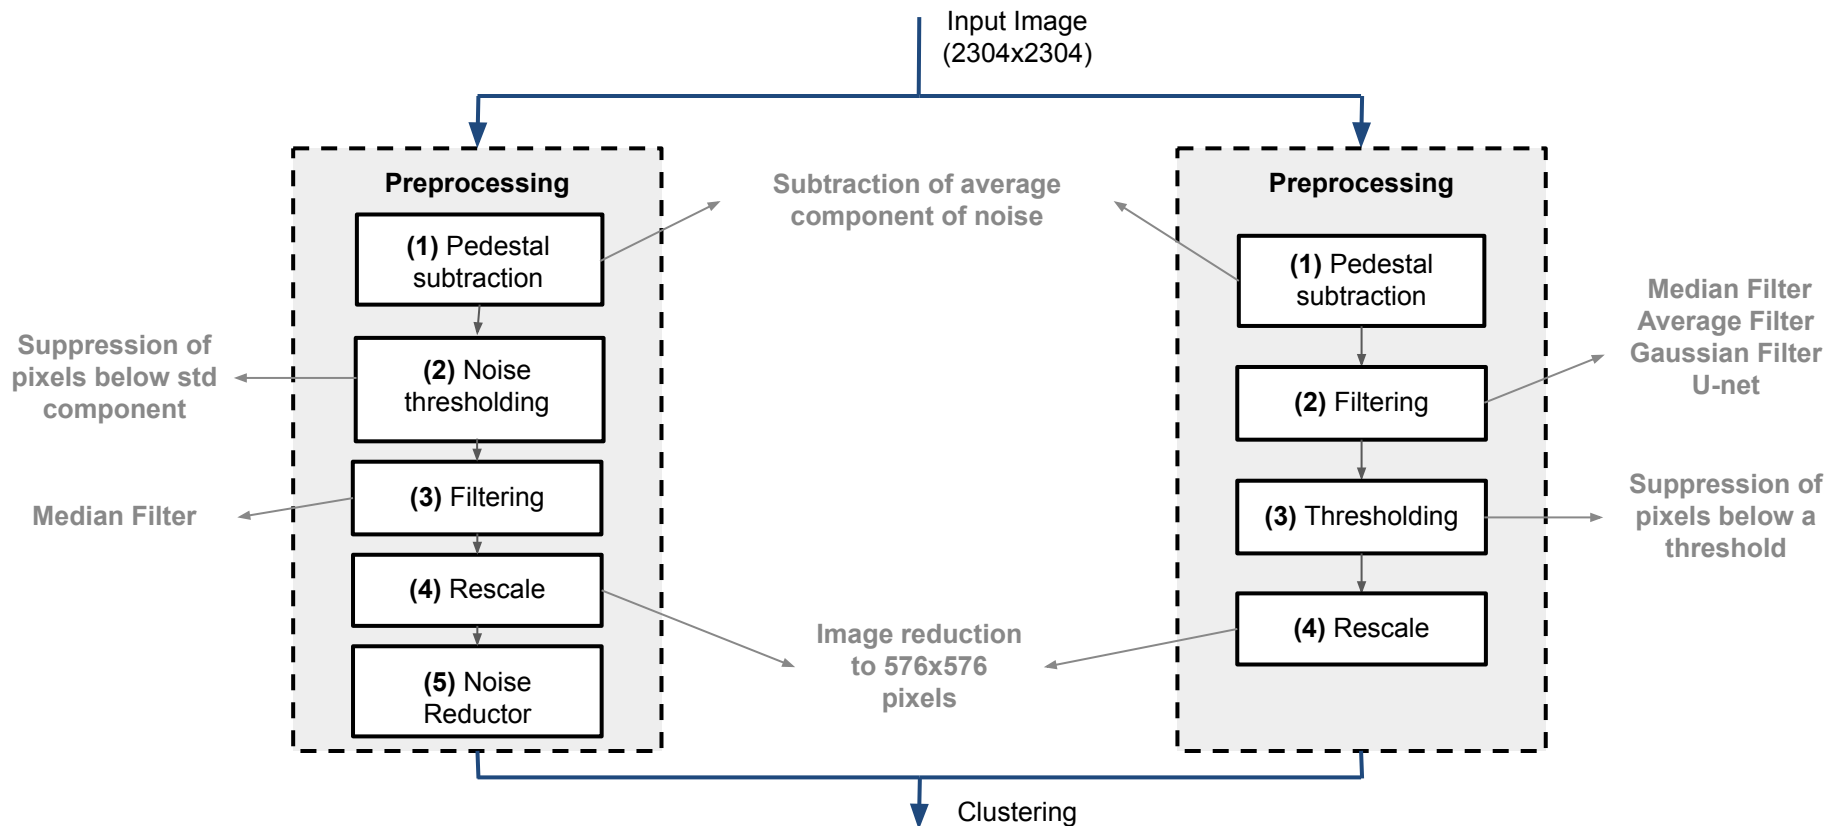 Input Image
(2304x2304)
Preprocessing
(1) Pedestal
subtraction
(2) Noise
thresholding
(3) Filtering
(4) Rescale
(5) Noise
Reductor
Suppression of
pixels below std
component
Median Filter
Subtraction of average
component of noise
Image reduction
to 576x576
pixels
Preprocessing
(1) Pedestal
subtraction
(2) Filtering
(3) Thresholding
(4) Rescale
Median Filter
Average Filter
Gaussian Filter
U-net
Suppression of
pixels below a
threshold
Clustering